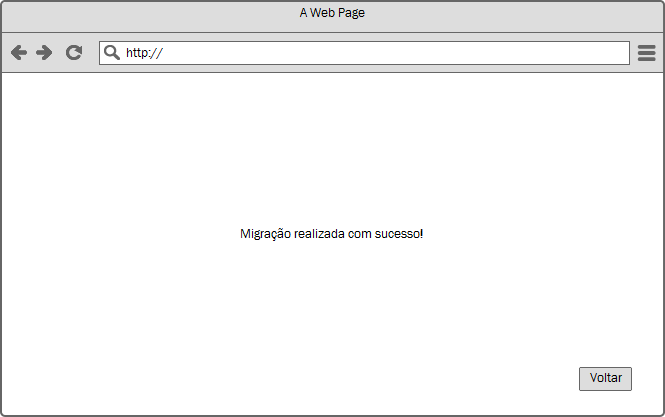 A Web Page
http://
Migração realizada com sucesso!
Voltar